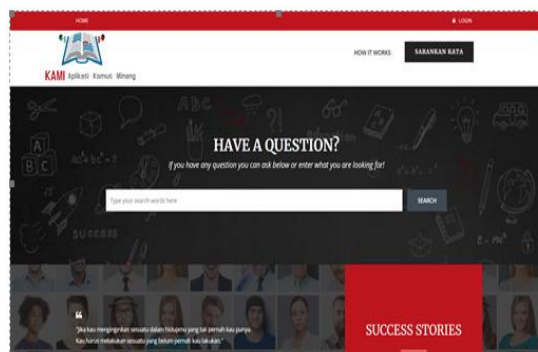 HOME
LOGIN
HOW IT WORKS
SARANKAN KATA
KAMI Aplikasi Kamus Minang
ABC
?!
A
B C
HAVE A QUESTION?
If you have any question you can ask below or enter what you are looking for!
Type your search words here
SEARCH
SUCCESS
“
"Jika kau menginginkan sesuatu dalam hidupmu yang tak pernah kau punya.
Kau harus melakukan sesuatu yang belum pernah kau lakukan."
SUCCESS STORIES